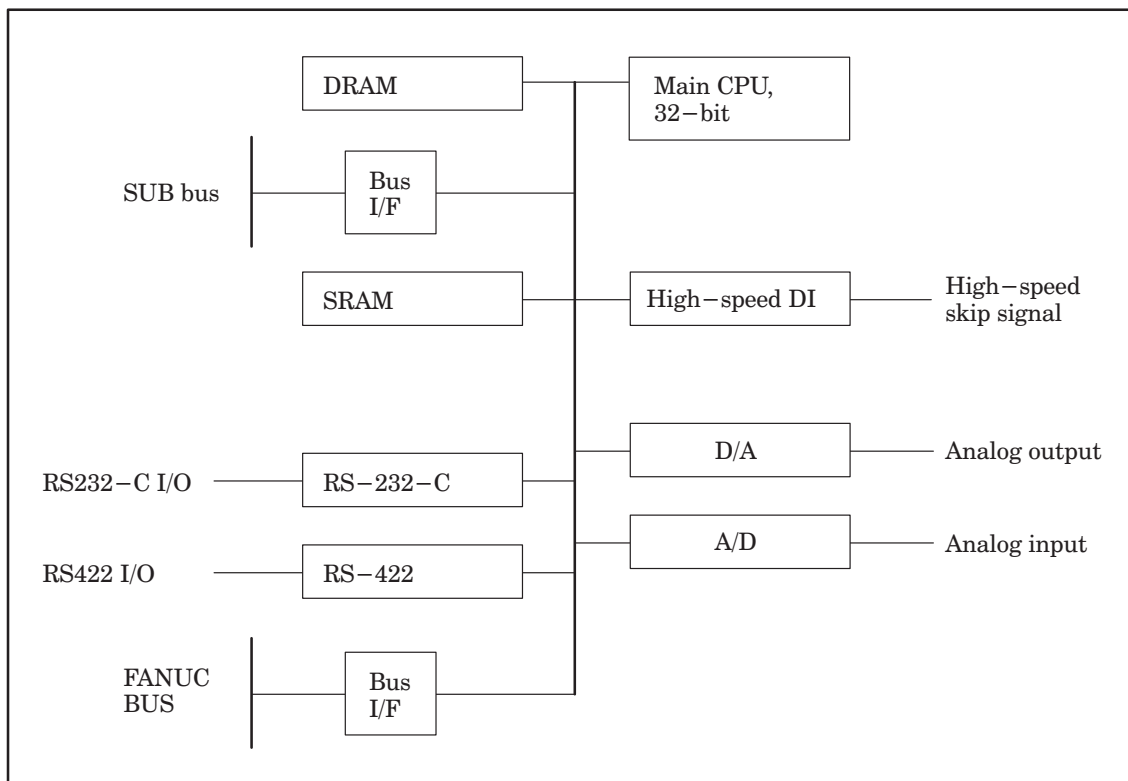 DRAM
Main CPU,
32−bit
SUB bus
Bus
I/F
SRAM
High−speed DI
High−speed
skip signal
D/A
Analog output
RS232−C I/O
RS−232−C
A/D
Analog input
RS422 I/O
RS−422
FANUC
BUS
Bus
I/F